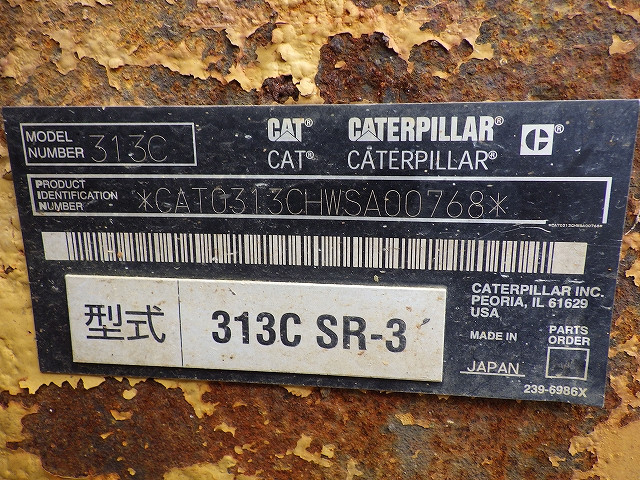 MODEL NUMBER 313C
CAT® CATERPILLAR® C®
CAT® CATERPILLAR®
PRODUCT IDENTIFICATION NUMBER *CAT0313CHWSA00768*
*CAT0313CHWSA00768*
型式 313C SR-3
CATERPILLAR INC.
PEORIA, IL 61629
USA
MADE IN JAPAN
PARTS ORDER
239-6986X